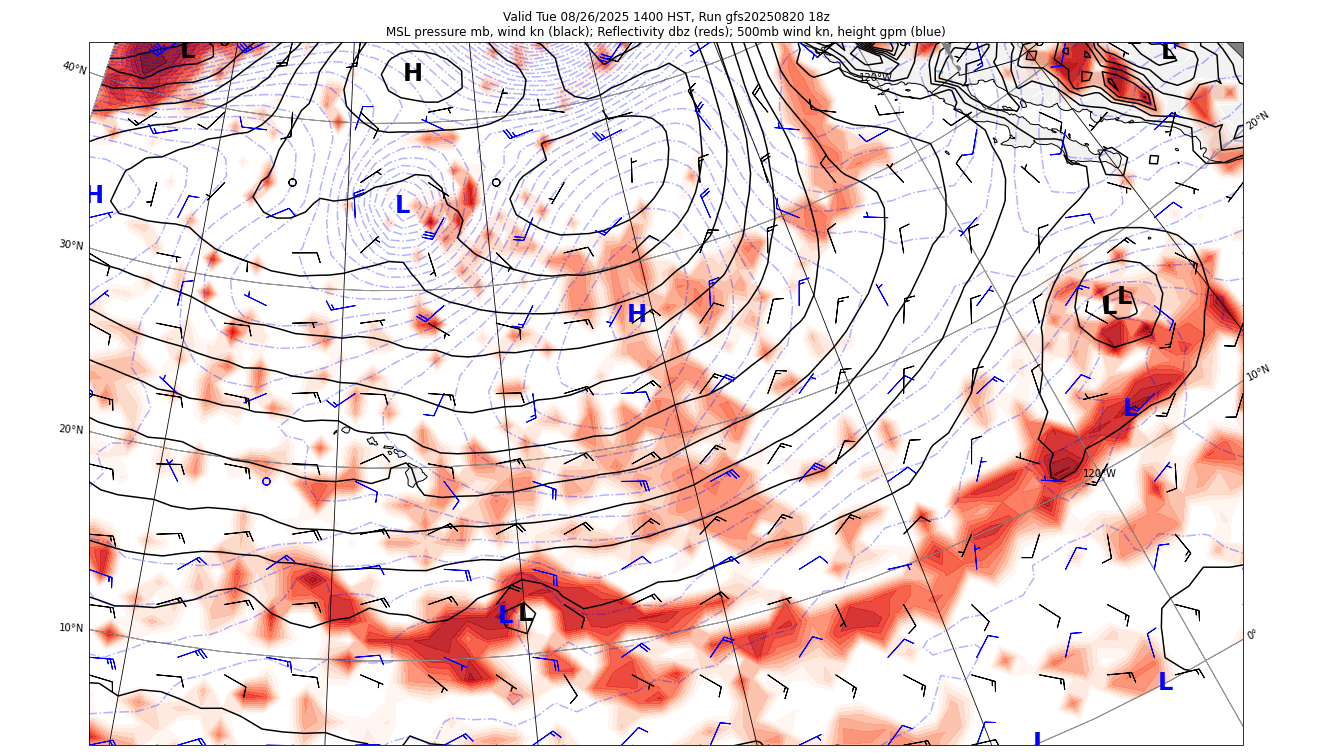 Valid Tue 08/26/2025 1400 HST, Run gfs20250820 18z
MSL pressure mb, wind kn (black); Reflectivity dbz (reds); 500mb wind kn, height gpm (blue)
L
L
H
40°N
120°W
20°N
H
L
30°N
L
L
H
10°N
L
20°N
120°W
L
L
10°N
0°
L
L